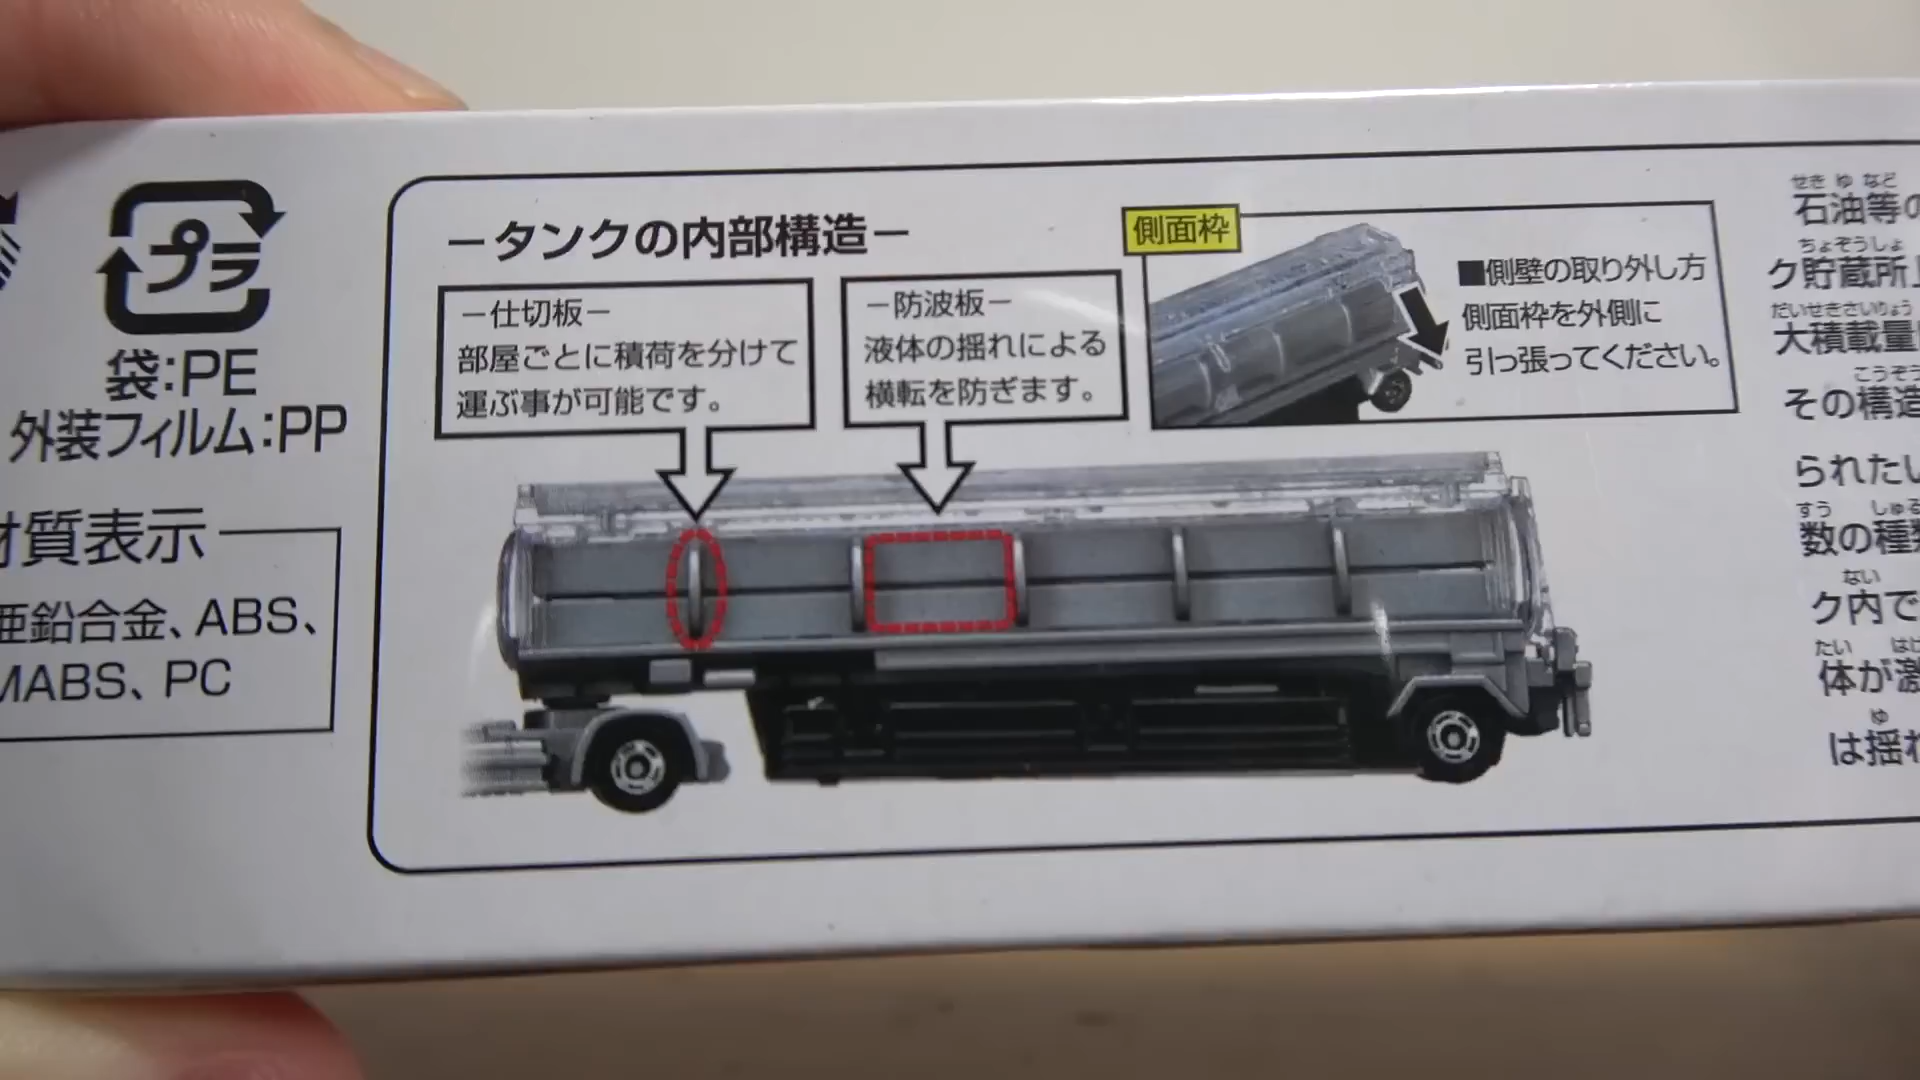 プラ
袋:PE
外装フィルム:PP
材質表示
亜鉛合金、ABS、
MABS、PC
−タンクの内部構造−
−仕切板−
部屋ごとに積荷を分けて
運ぶ事が可能です。
−防波板−
液体の揺れによる
横転を防ぎます。
側面枠
■側壁の取り外し方
側面枠を外側に
引っ張ってください。
せき ゆ など
石油等の
ちょぞうしょ
ク貯蔵所
だいせきさいりょう
大積載量
こうぞう
その構造
られたい
すう しゅる
数の種類
ない
ク内で
たい はげ
体が激
ゆ
は揺れ